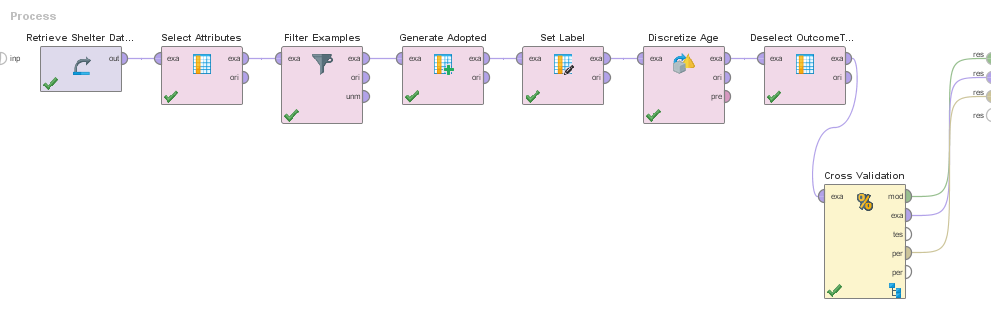 Process
Retrieve Shelter Dat...
Select Attributes
Filter Examples
Generate Adopted
Set Label
Discretize Age
Deselect OutcomeT...
inp
out
exa
exa
ori
exa
exa
ori
unm
exa
exa
ori
exa
exa
ori
exa
exa
ori
pre
exa
exa
ori
res
res
res
res
Cross Validation
exa
mod
exa
tes
per
per
%